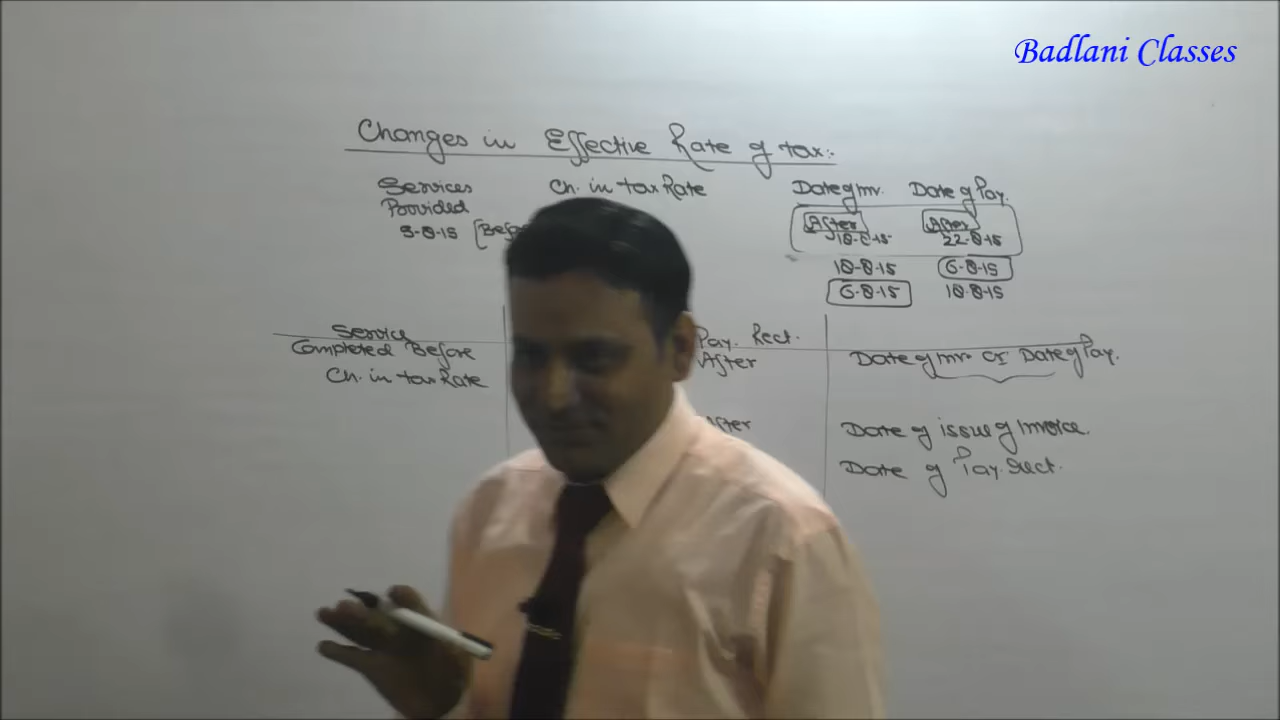 Badlani Classes
Changes in Effective Rate of tax:-
Services Ch. in tax Rate Date of Inv. Date of Pay.
Provided
After After
22-8-15
10-8-15 6-8-15
6-8-15 10-8-15
Service Pay. Rect.
Completed Before After Date of Inv. or Date of Pay.
Ch. in tax Rate
After Date of issue of Invoice.
Date of Pay. Rect.